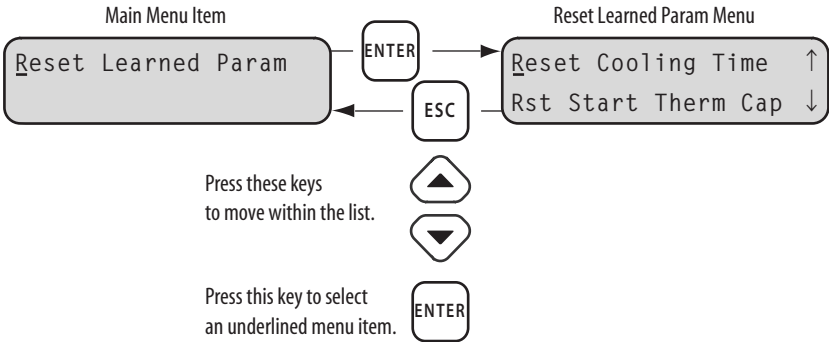 Main Menu Item
Reset Learned Param Menu
Reset Learned Param
ENTER
Reset Cooling Time ↑
ESC
Rst Start Therm Cap ↓
Press these keys
to move within the list.
Press this key to select
an underlined menu item.
ENTER